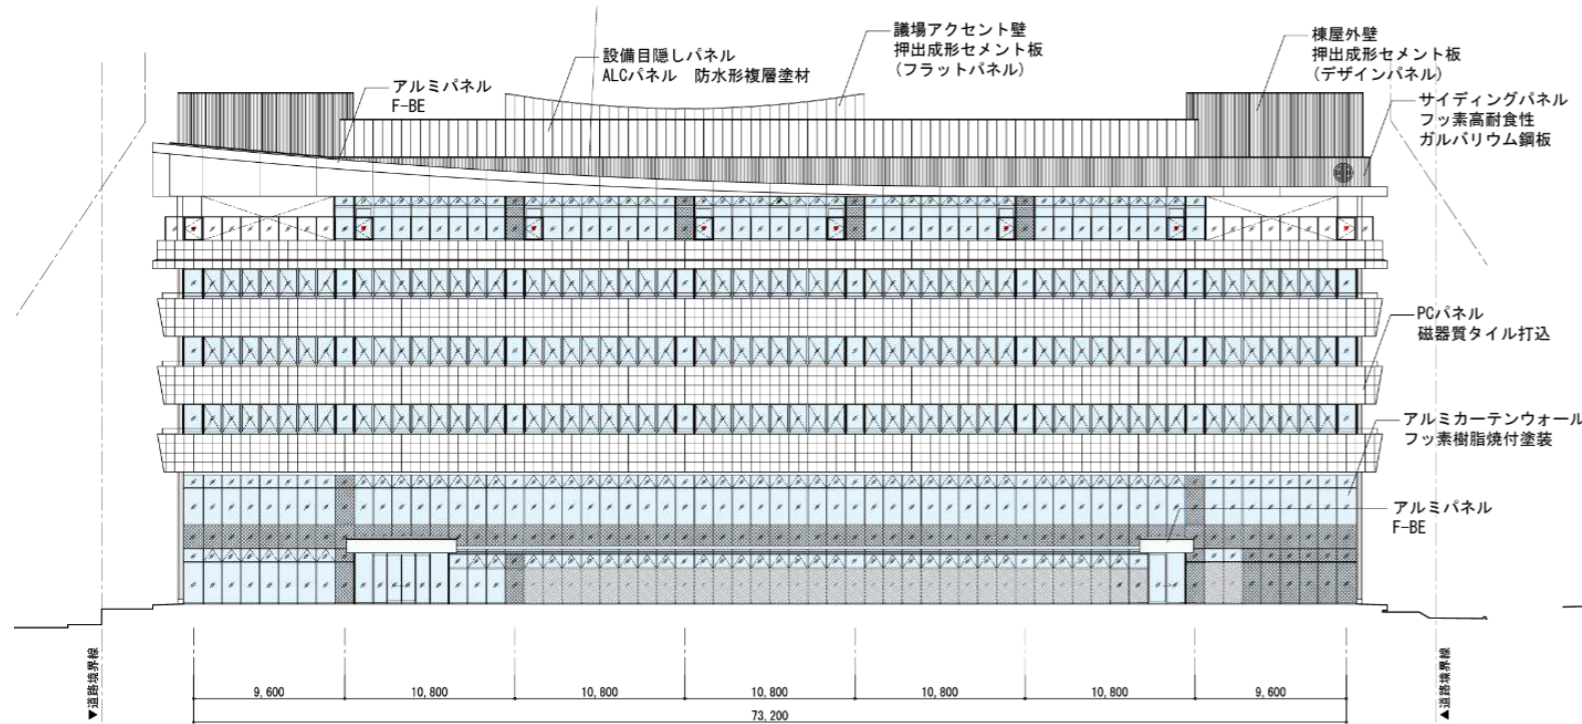 議場アクセント壁
押出成形セメント板
(フラットパネル)
棟屋外壁
押出成形セメント板
(デザインパネル)
設備目隠しパネル
ALCパネル 防水形複層塗材
アルミパネル
F-BE
サイディングパネル
フッ素高耐食性
ガルバリウム鋼板
PCパネル
磁器質タイル打込
アルミカーテンウォール
フッ素樹脂焼付塗装
アルミパネル
F-BE
▼道路境界線
▲道路境界線
9,600
10,800
10,800
10,800
10,800
10,800
9,600
73,200